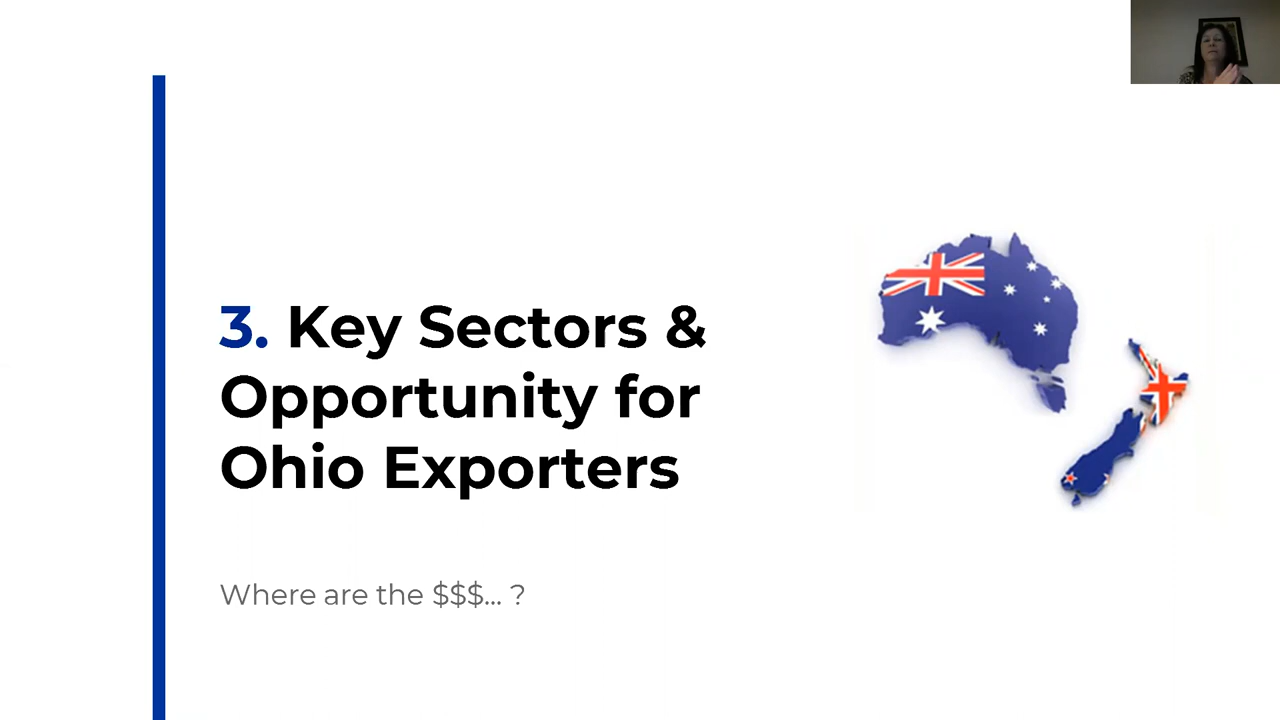 3. Key Sectors &
Opportunity for
Ohio Exporters
Where are the $$$... ?